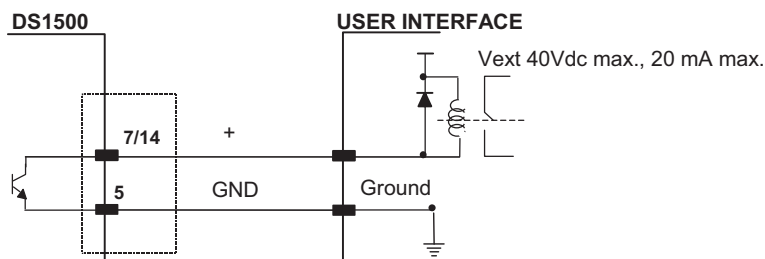 DS1500
USER INTERFACE
Vext 40Vdc max., 20 mA max.
7/14
+
5
GND
Ground